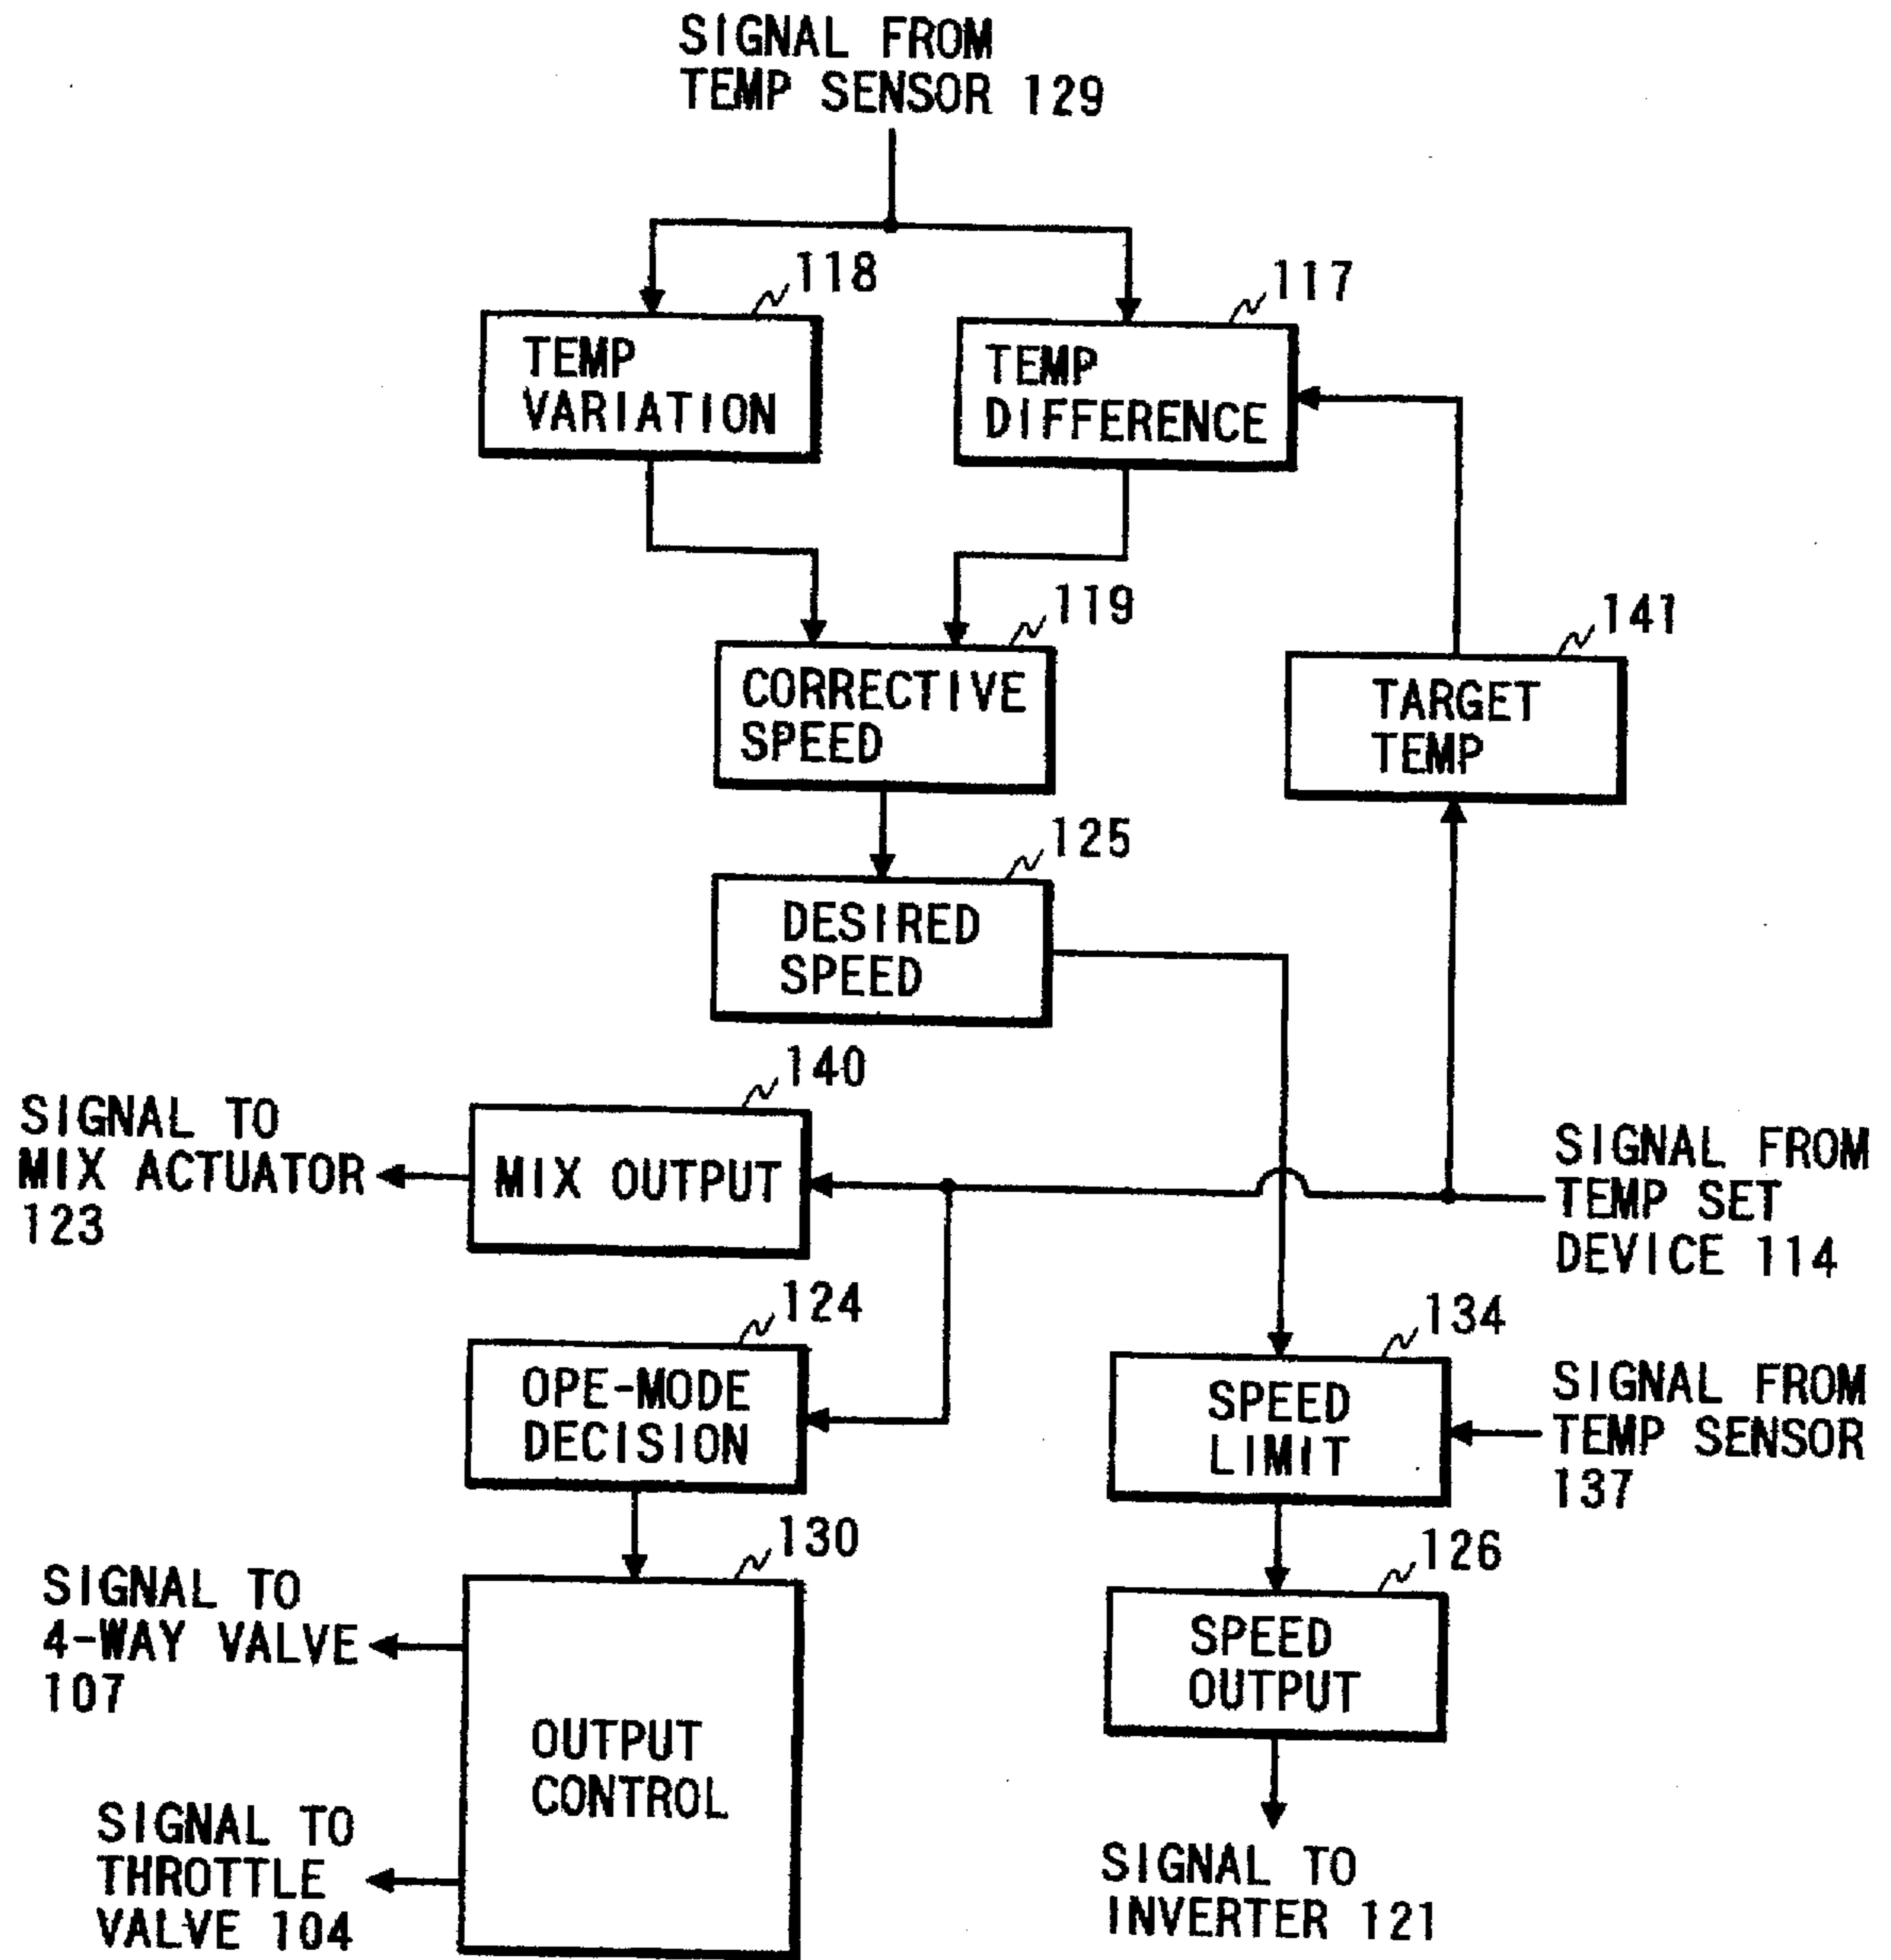 SIGNAL FROM
TEMP SENSOR 129
118
117
TEMP
VARIATION
TEMP
DIFFERENCE
119
141
CORRECTIVE
SPEED
TARGET
TEMP
125
DESIRED
SPEED
140
SIGNAL TO
MIX ACTUATOR
123
MIX OUTPUT
SIGNAL FROM
TEMP SET
DEVICE 114
124
134
OPE-MODE
DECISION
SPEED
LIMIT
SIGNAL FROM
TEMP SENSOR
137
130
126
SIGNAL TO
4-WAY VALVE
107
SPEED
OUTPUT
OUTPUT
CONTROL
SIGNAL TO
THROTTLE
VALVE 104
SIGNAL TO
INVERTER 121